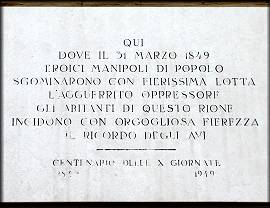 QUI
DOVE IL 31 MARZO 1849
EROICI MANIPOLI DI POPOLO
SGOMINARONO CON FIERISSIMA LOTTA
L'AGGUERRITO OPPRESSORE
GLI ABITANTI DI QUESTO RIONE
INCIDONO CON ORGOGLIOSA FIEREZZA
IL RICORDO DEGLI AVI
CENTENARIO DELLE X GIORNATE
1849 1949